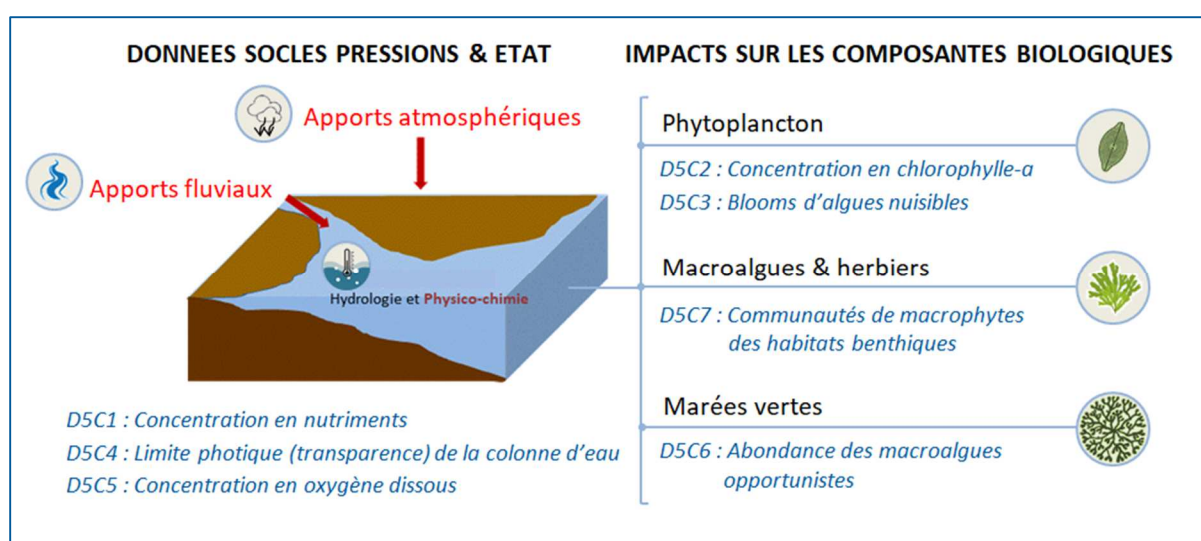 DONNEES SOCLES PRESSIONS & ETAT
Apports atmosphériques
Apports fluviaux
Hydrologie et Physico-chimie
D5C1 : Concentration en nutriments
D5C4 : Limite photique (transparence) de la colonne d'eau
D5C5 : Concentration en oxygène dissous
IMPACTS SUR LES COMPOSANTES BIOLOGIQUES
Phytoplancton
D5C2 : Concentration en chlorophylle-a
D5C3 : Blooms d'algues nuisibles
Macroalgues & herbiers
D5C7 : Communautés de macrophytes
des habitats benthiques
Marées vertes
D5C6 : Abondance des macroalgues
opportunistes